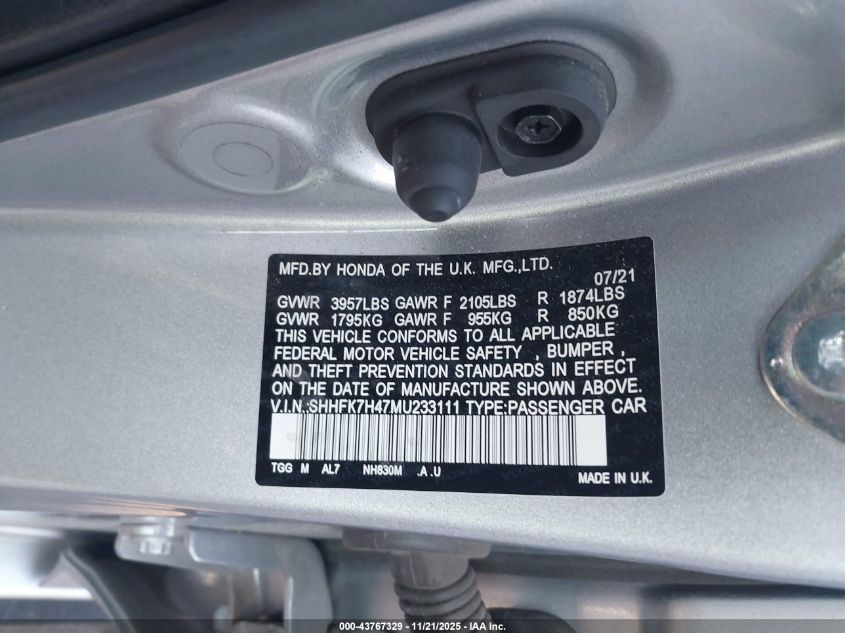 MFD.BY HONDA OF THE U.K. MFG.,LTD.
07/21
GVWR 3957LBS GAWR F 2105LBS R 1874LBS
GVWR 1795KG GAWR F 955KG R 850KG
THIS VEHICLE CONFORMS TO ALL APPLICABLE
FEDERAL MOTOR VEHICLE SAFETY , BUMPER ,
AND THEFT PREVENTION STANDARDS IN EFFECT
ON THE DATE OF MANUFACTURE SHOWN ABOVE.
V.I.N.:SHHFK7H47MU233111 TYPE:PASSENGER CAR
TGG M AL7 NH830M .A .U
MADE IN U.K.
000-43767329 - 11/21/2025 - IAA Inc.